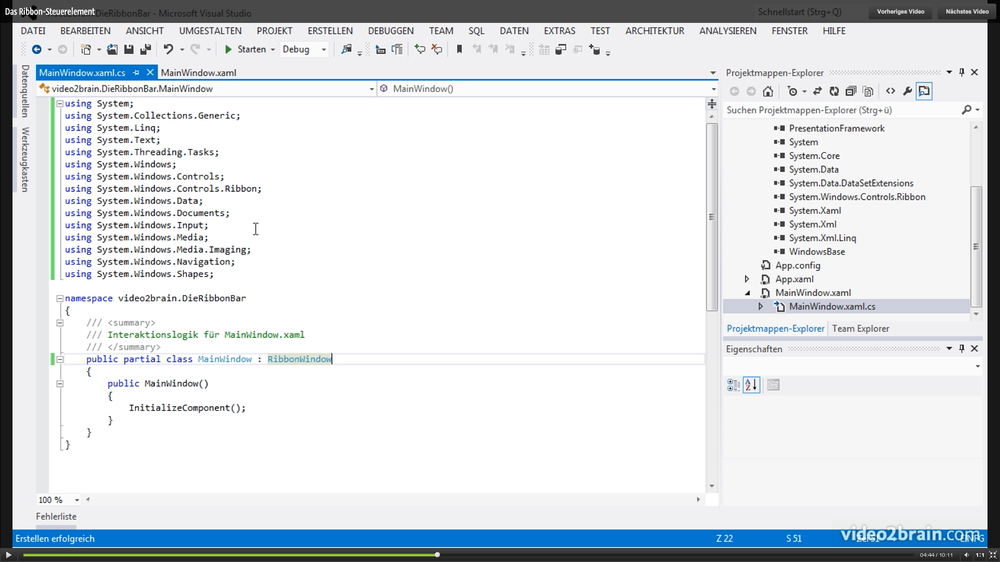 Das Ribbon-Steuerelement
DieRibbonBar - Microsoft Visual Studio
Schnellstart (Strg+Q)
Vorheriges Video
Nächstes Video
DATEI BEARBEITEN ANSICHT UMGESTALTEN PROJEKT ERSTELLEN DEBUGGEN TEAM SQL DATEN EXTRAS TEST ARCHITEKTUR ANALYSIEREN FENSTER HILFE
Starten Debug
Datenquellen
Werkzeugkasten
MainWindow.xaml.cs MainWindow.xaml
video2brain.DieRibbonBar.MainWindow MainWindow()
using System;
using System.Collections.Generic;
using System.Linq;
using System.Text;
using System.Threading.Tasks;
using System.Windows;
using System.Windows.Controls;
using System.Windows.Controls.Ribbon;
using System.Windows.Data;
using System.Windows.Documents;
using System.Windows.Input;
using System.Windows.Media;
using System.Windows.Media.Imaging;
using System.Windows.Navigation;
using System.Windows.Shapes;
namespace video2brain.DieRibbonBar
{
/// <summary>
/// Interaktionslogik für MainWindow.xaml
/// </summary>
public partial class MainWindow : RibbonWindow
{
public MainWindow()
{
InitializeComponent();
}
}
}
100 %
Fehlerliste
Projektmappen-Explorer
Suchen Projektmappen-Explorer (Strg+ü)
PresentationFramework
System
System.Core
System.Data
System.Data.DataSetExtensions
System.Windows.Controls.Ribbon
System.Xaml
System.Xml
System.Xml.Linq
WindowsBase
App.config
App.xaml
MainWindow.xaml
MainWindow.xaml.cs
Projektmappen-Explorer Team Explorer
Eigenschaften
Erstellen erfolgreich
Z 22 S 51 EINFG
video2brain.com
04:44 / 10:11 1:1